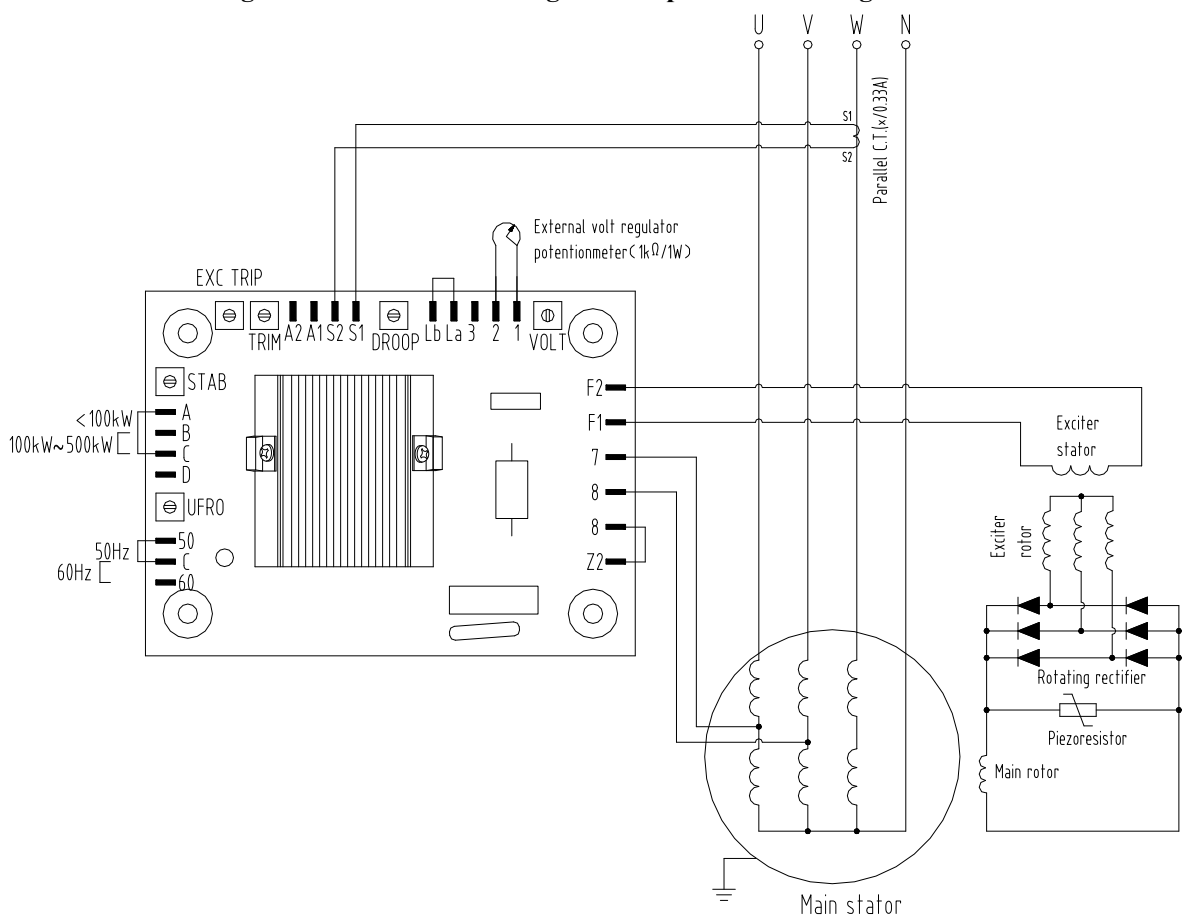 U V W N
S1
S2
Parallel C.T.(x/0.33A)
External volt regulator
potentionmeter(1kΩ/1W)
EXC TRIP
TRIM A2 A1 S2 S1 DROOP Lb La 3 2 1 VOLT
STAB
<100kW
100kW~500kW
A
B
C
D
UFRO
50Hz
60Hz
50
C
60
F2
F1
7
8
8
Z2
Exciter
stator
Exciter
rotor
Rotating rectifier
Piezoresistor
Main rotor
Main stator